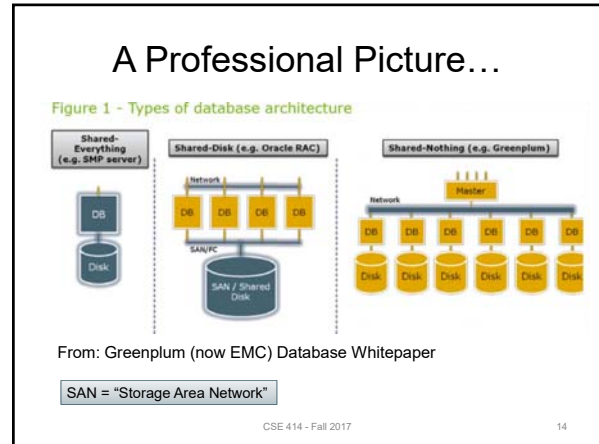 A Professional Picture…
Figure 1 - Types of database architecture
Shared-
Everything
(e.g. SMP server)
DB
Disk
Shared-Disk (e.g. Oracle RAC)
Network
DB DB DB DB
SAN/FC
SAN / Shared
Disk
Shared-Nothing (e.g. Greenplum)
Master
Network
DB DB DB DB DB DB
Disk Disk Disk Disk Disk Disk
From: Greenplum (now EMC) Database Whitepaper
SAN = “Storage Area Network”
CSE 414 - Fall 2017
14